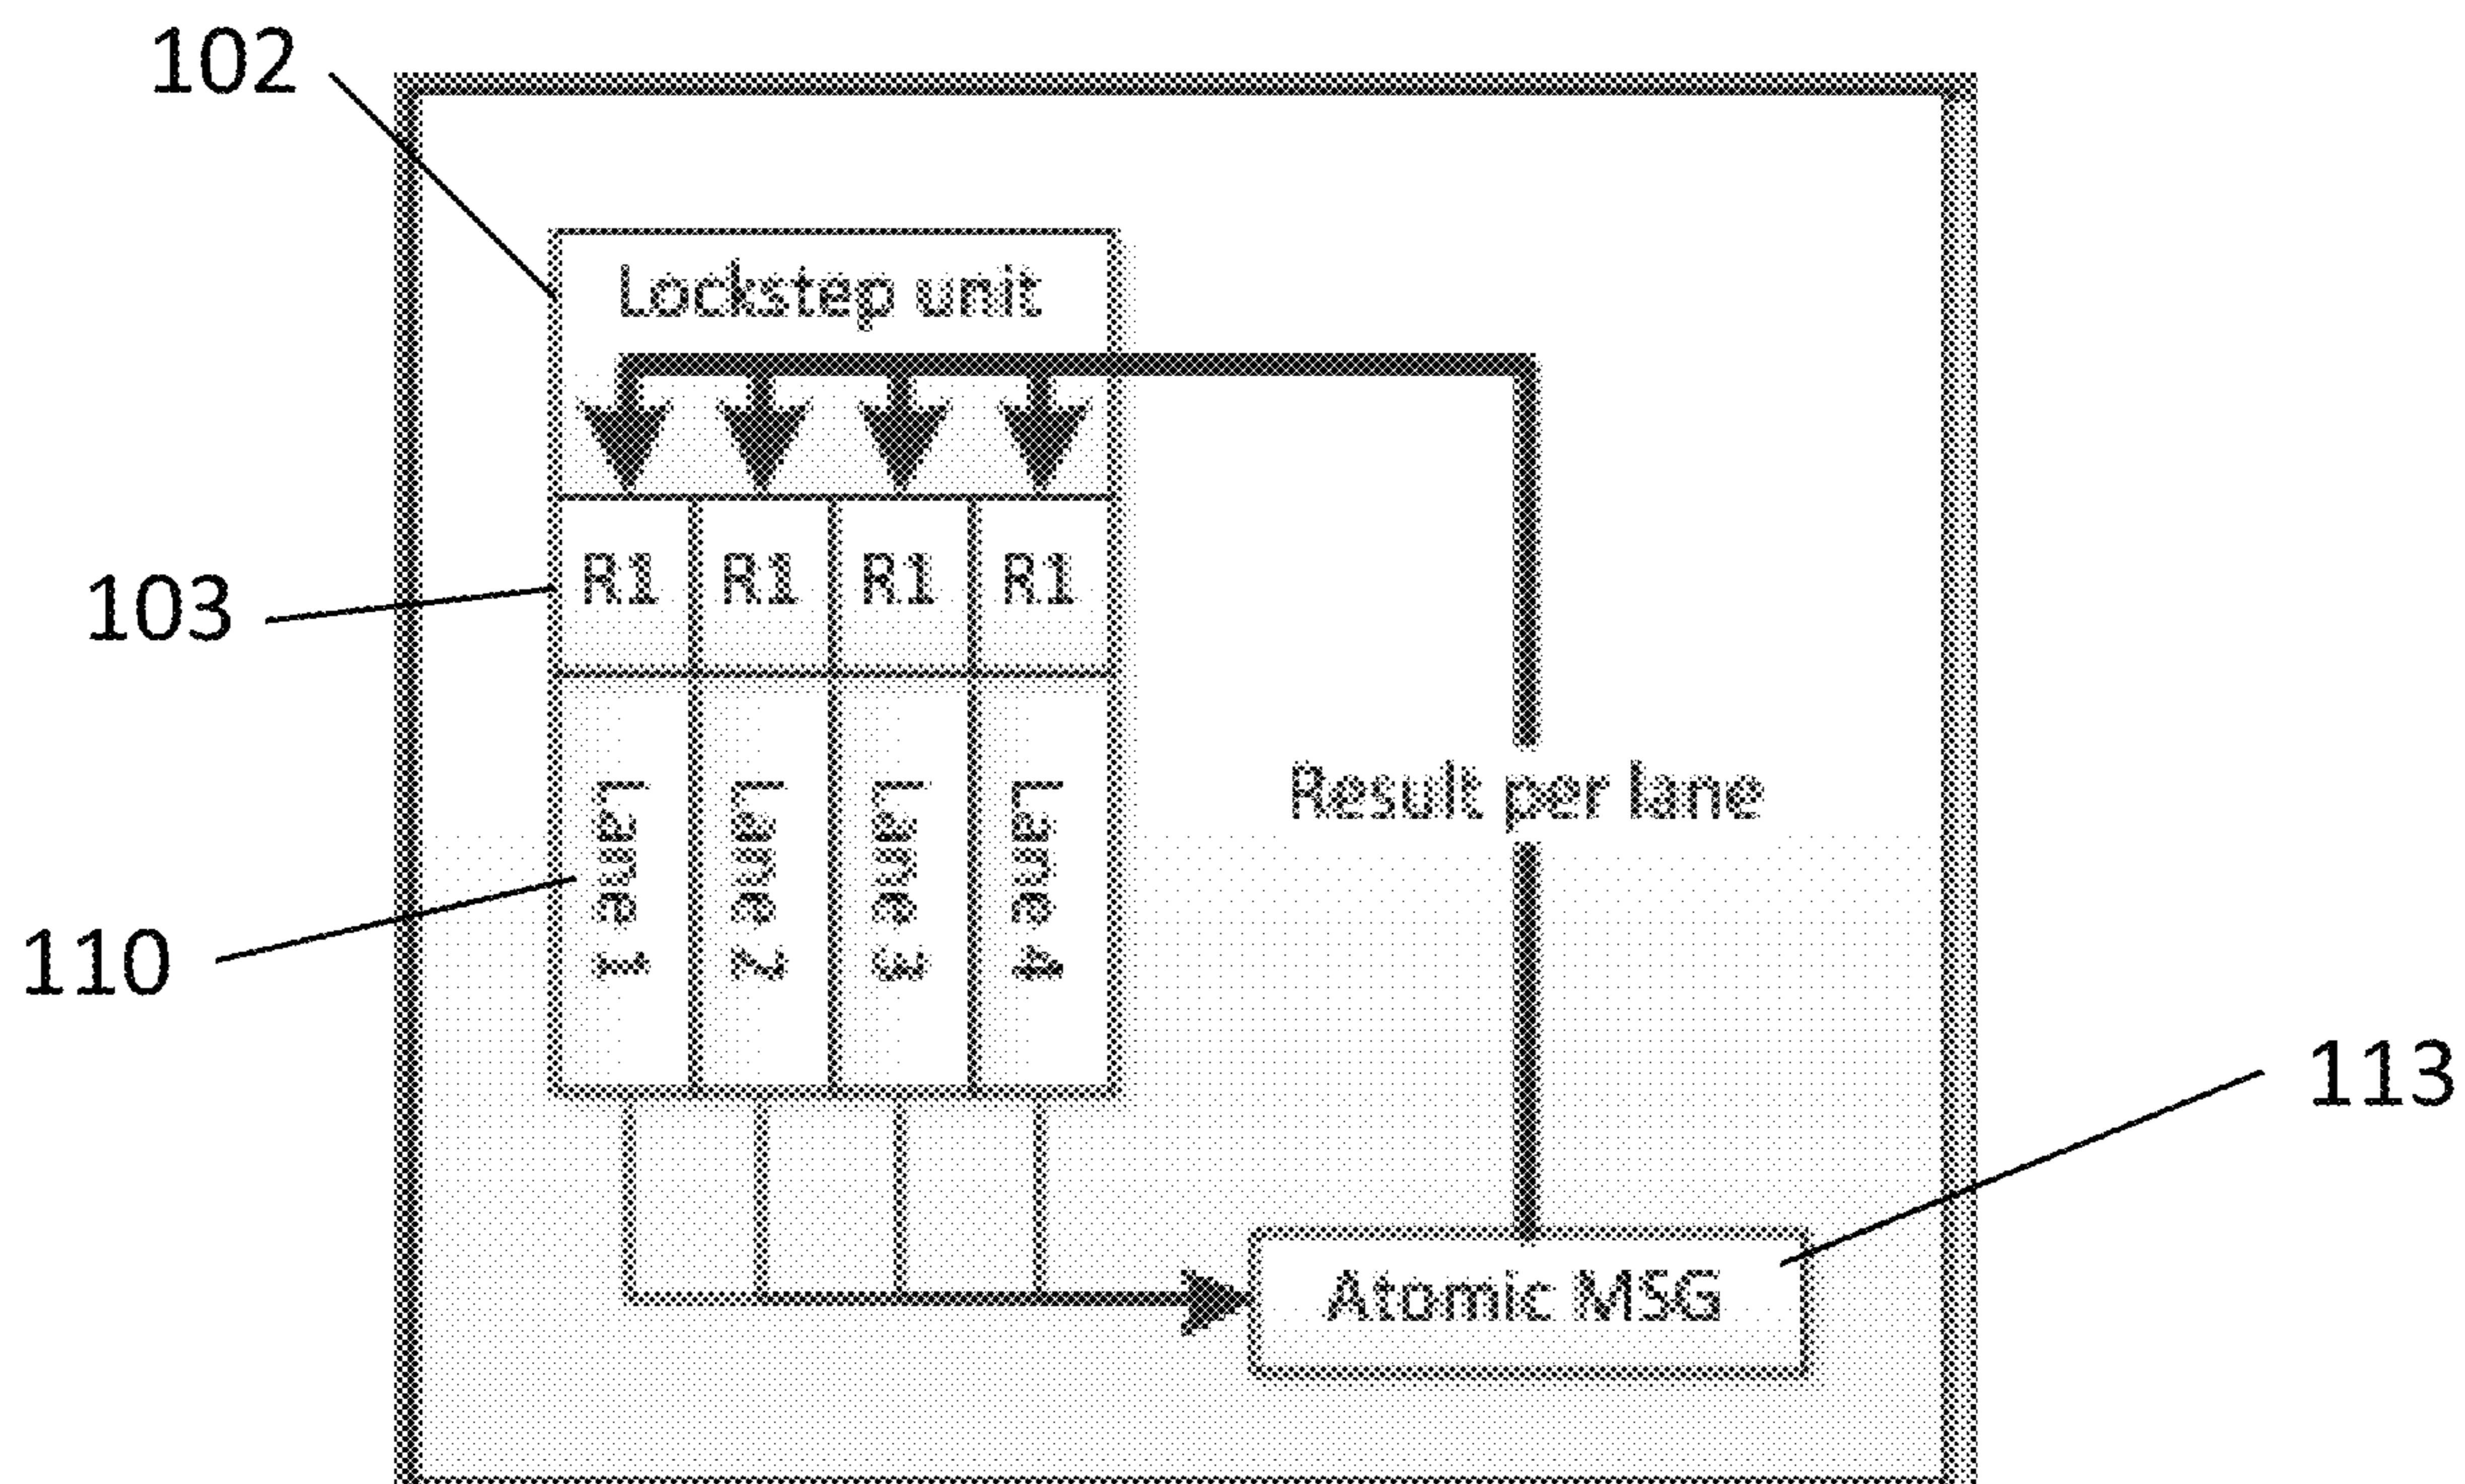 102
Lockstep unit
103
R1 R1 R1 R1
110
Lane 1
Lane 2
Lane 3
Lane 4
Result per lane
113
Atomic MSG